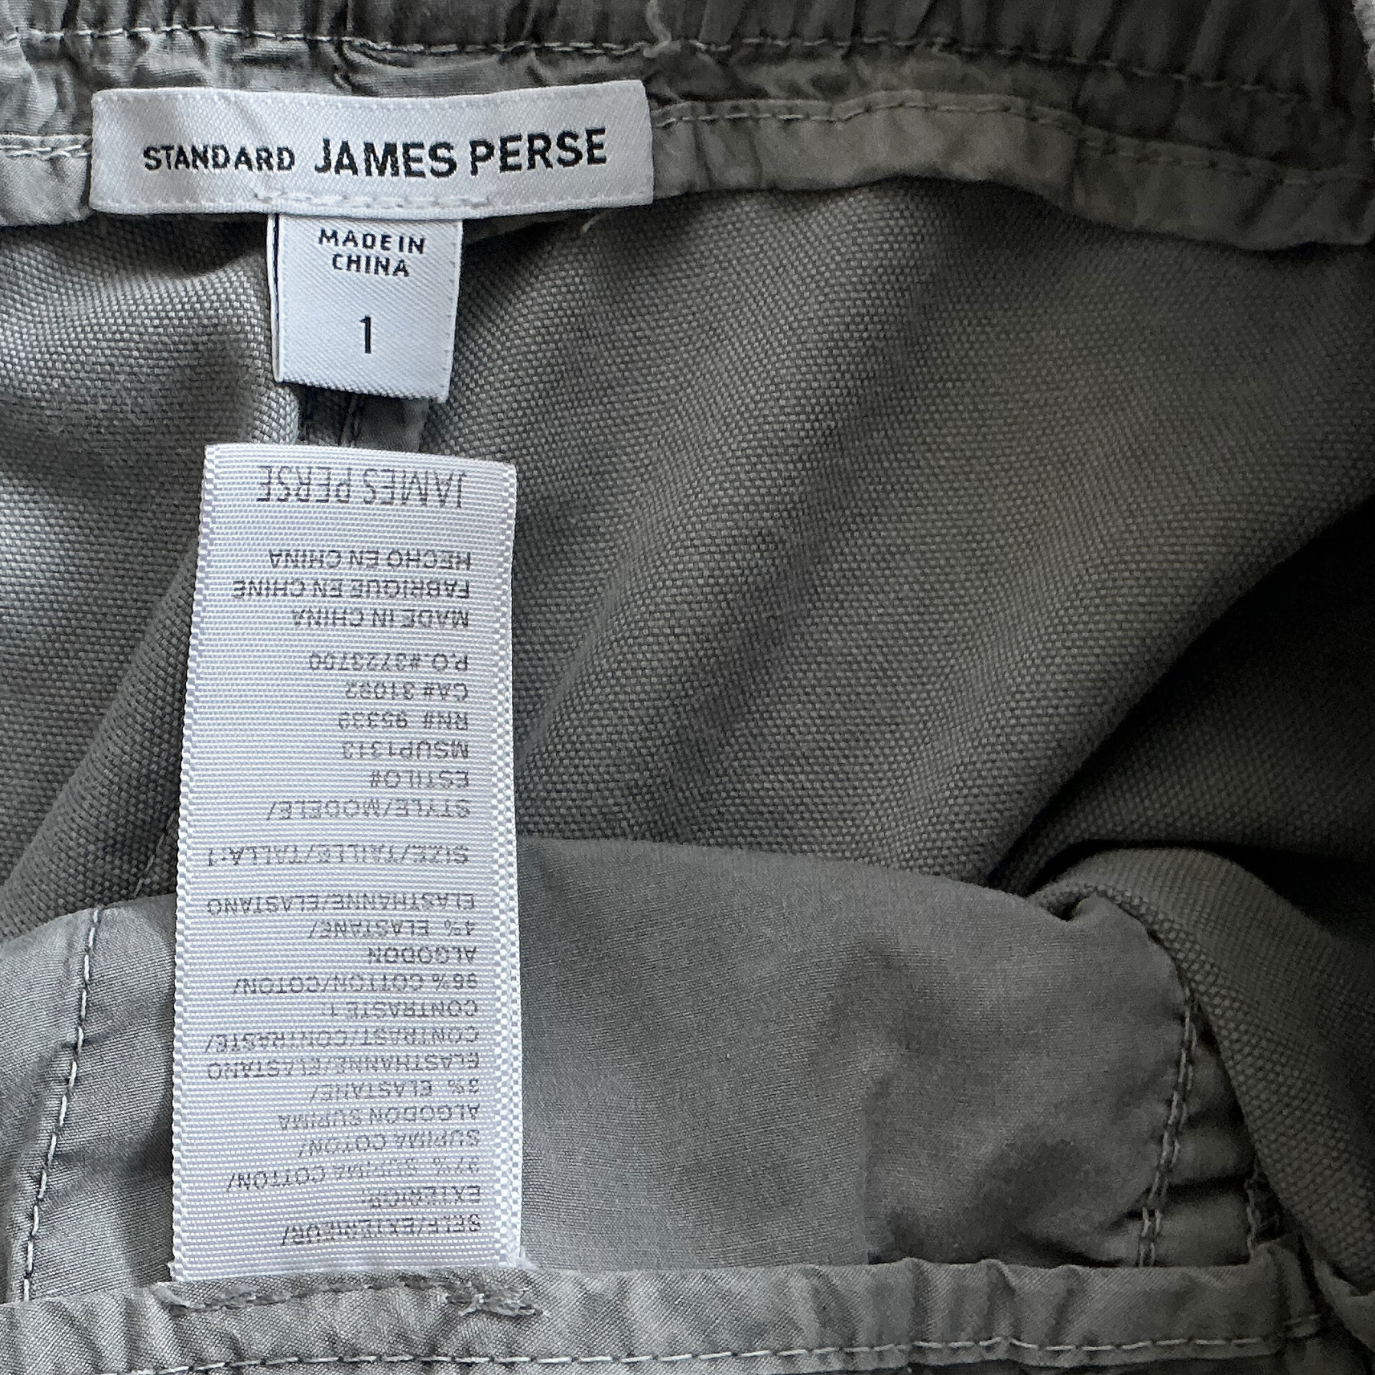 STANDARD JAMES PERSE
MADE IN
CHINA
1
SELF/EXTÉRIEUR/
EXTERIOR:
97% SUPIMA COTTON/
SUPIMA COTON/
ALGODON SUPIMA
3% ELASTANE/
ELASTHANNE/ELASTANO
CONTRAST/CONTRASTE/
CONTRASTE 1
96% COTTON/COTON/
ALGODON
4% ELASTANE/
ELASTHANNE/ELASTANO
SIZE/TAILLE/TALLA:1
STYLE/MODELE/
ESTILO#
MSUP1313
RN# 95339
CA# 31092
P.O.#3723700
MADE IN CHINA
FABRIQUE EN CHINE
HECHO EN CHINA
JAMES PERSE